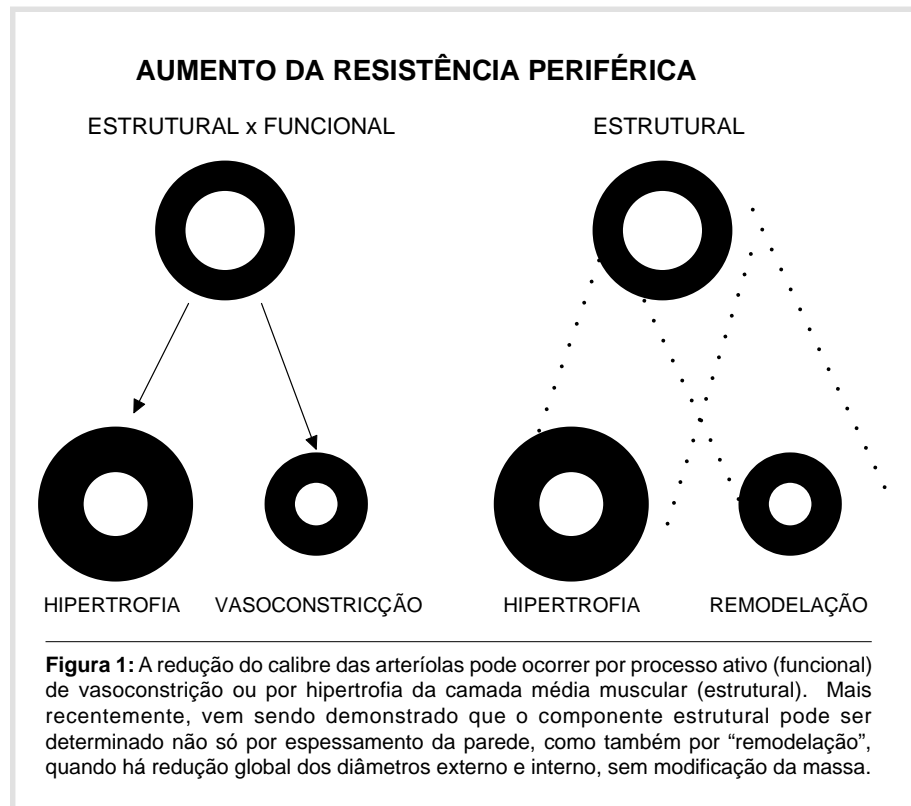 AUMENTO DA RESISTÊNCIA PERIFÉRICA
ESTRUTURAL x FUNCIONAL
ESTRUTURAL
HIPERTROFIA
VASOCONSTRICÇÃO
HIPERTROFIA
REMODELAÇÃO
Figura 1: A redução do calibre das arteríolas pode ocorrer por processo ativo (funcional)
de vasoconstrição ou por hipertrofia da camada média muscular (estrutural). Mais
recentemente, vem sendo demonstrado que o componente estrutural pode ser
determinado não só por espessamento da parede, como também por “remodelação”,
quando há redução global dos diâmetros externo e interno, sem modificação da massa.